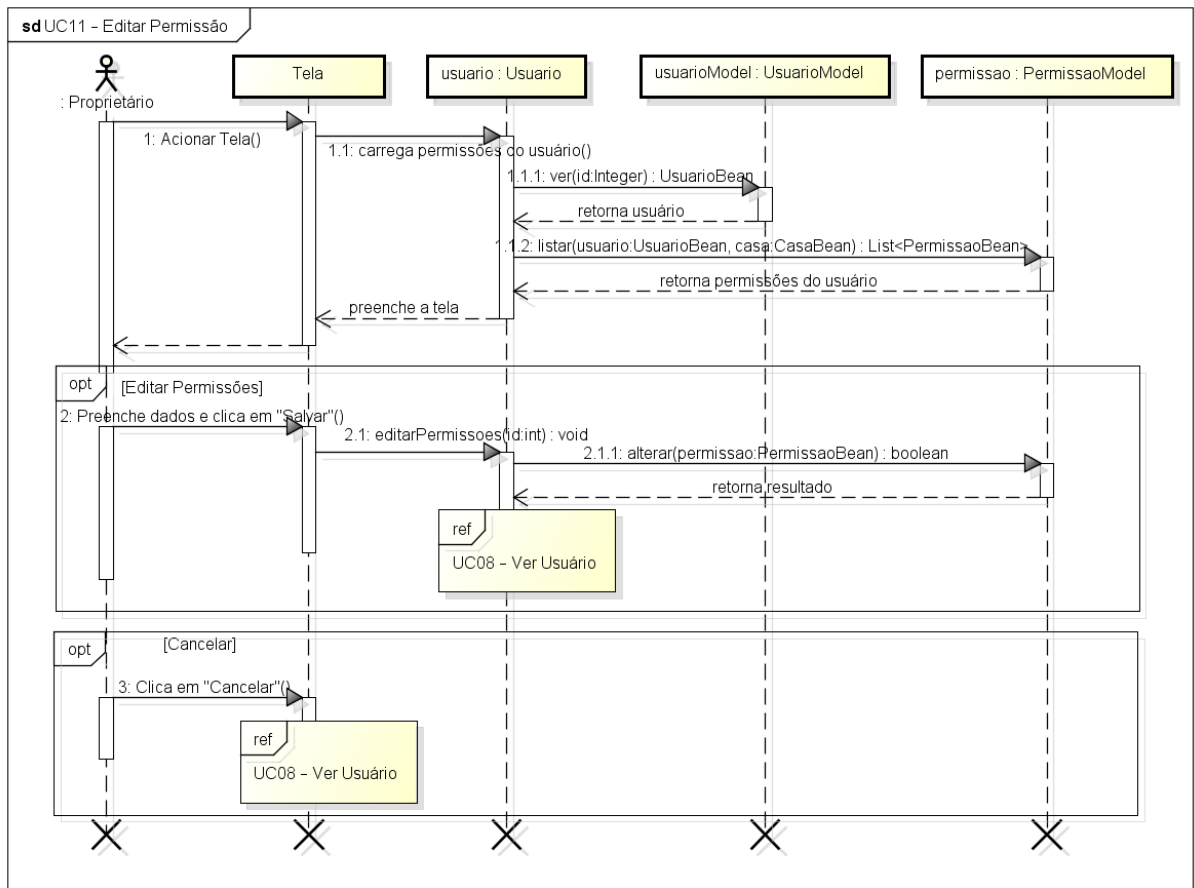 sd UC11 – Editar Permissão
: Proprietário
Tela
usuario : Usuario
usuarioModel : UsuarioModel
permissao : PermissaoModel
1: Acionar Tela()
1.1: carrega permissões do usuário()
1.1.1: ver(id:Integer) : UsuarioBean
retorna usuário
1.1.2: listar(usuario:UsuarioBean, casa:CasaBean) : List<PermissaoBean>
retorna permissões do usuário
preenche a tela
opt [Editar Permissões]
2: Preenche dados e clica em "Salvar"()
2.1: editarPermissoes(id:int) : void
2.1.1: alterar(permissao:PermissaoBean) : boolean
retorna resultado
ref
UC08 – Ver Usuário
opt [Cancelar]
3: Clica em "Cancelar"()
ref
UC08 – Ver Usuário